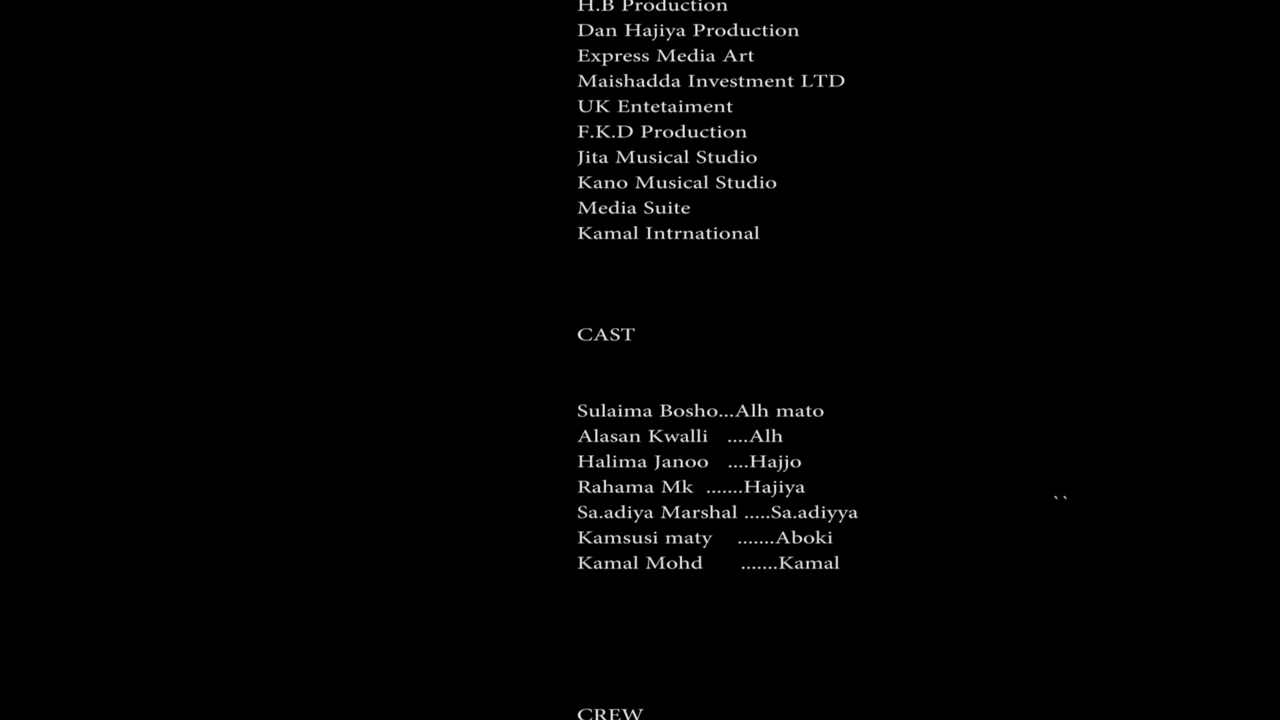 H.B Production
Dan Hajiya Production
Express Media Art
Maishadda Investment LTD
UK Entetaiment
F.K.D Production
Jita Musical Studio
Kano Musical Studio
Media Suite
Kamal Intrnational
CAST
Sulaima Bosho...Alh mato
Alasan Kwalli ....Alh
Halima Janoo ....Hajjo
Rahama Mk .......Hajiya
Sa.adiya Marshal .....Sa.adiyya
``
Kamsusi maty .......Aboki
Kamal Mohd .......Kamal
CREW